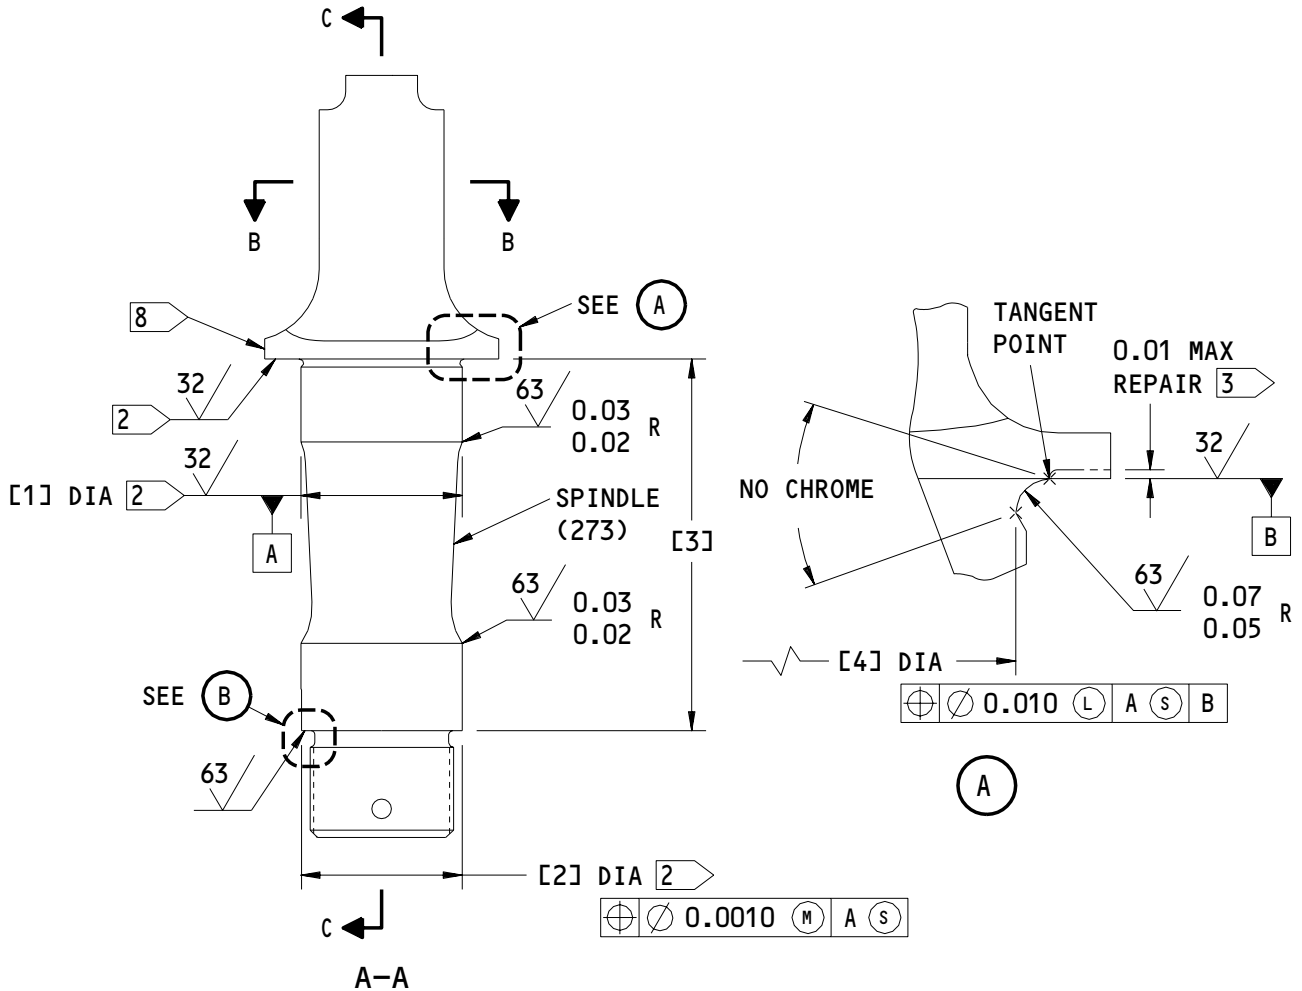 C
B
B
8
SEE A
TANGENT
POINT
0.01 MAX
REPAIR 3
32
2
63
0.03
0.02 R
32
NO CHROME
32
[1] DIA 2
A
SPINDLE
(273)
[3]
B
63
0.03
0.02 R
63
0.07
0.05 R
[4] DIA
⌖ ⌀ 0.010 Ⓛ A Ⓢ B
SEE B
63
A
[2] DIA 2
⌖ ⌀ 0.0010 Ⓜ A Ⓢ
C
A-A